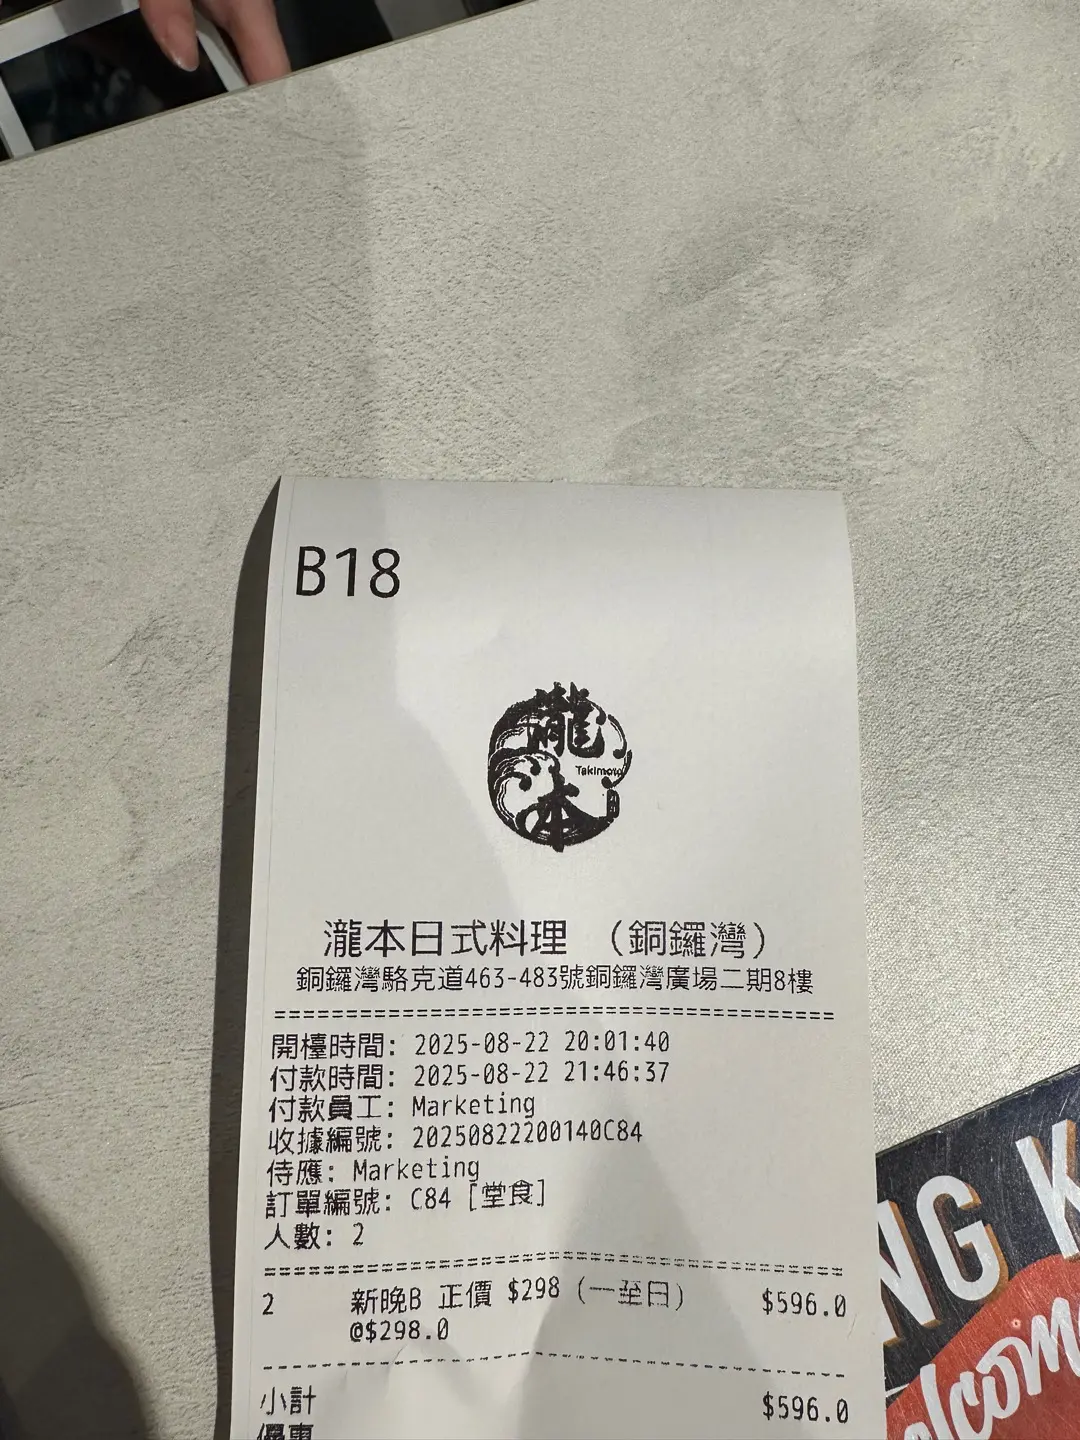 B18
瀧
Takimoto
本
瀧本日式料理 （銅鑼灣）
銅鑼灣駱克道463-483號銅鑼灣廣場二期8樓
========================================
開檯時間: 2025-08-22 20:01:40
付款時間: 2025-08-22 21:46:37
付款員工: Marketing
收據編號: 20250822200140C84
侍應: Marketing
訂單編號: C84 [堂食]
人數: 2
========================================
2 新晚B 正價 $298 (一至日) $596.0
@$298.0
----------------------------------------
小計 $596.0
優惠
NG K
elcome